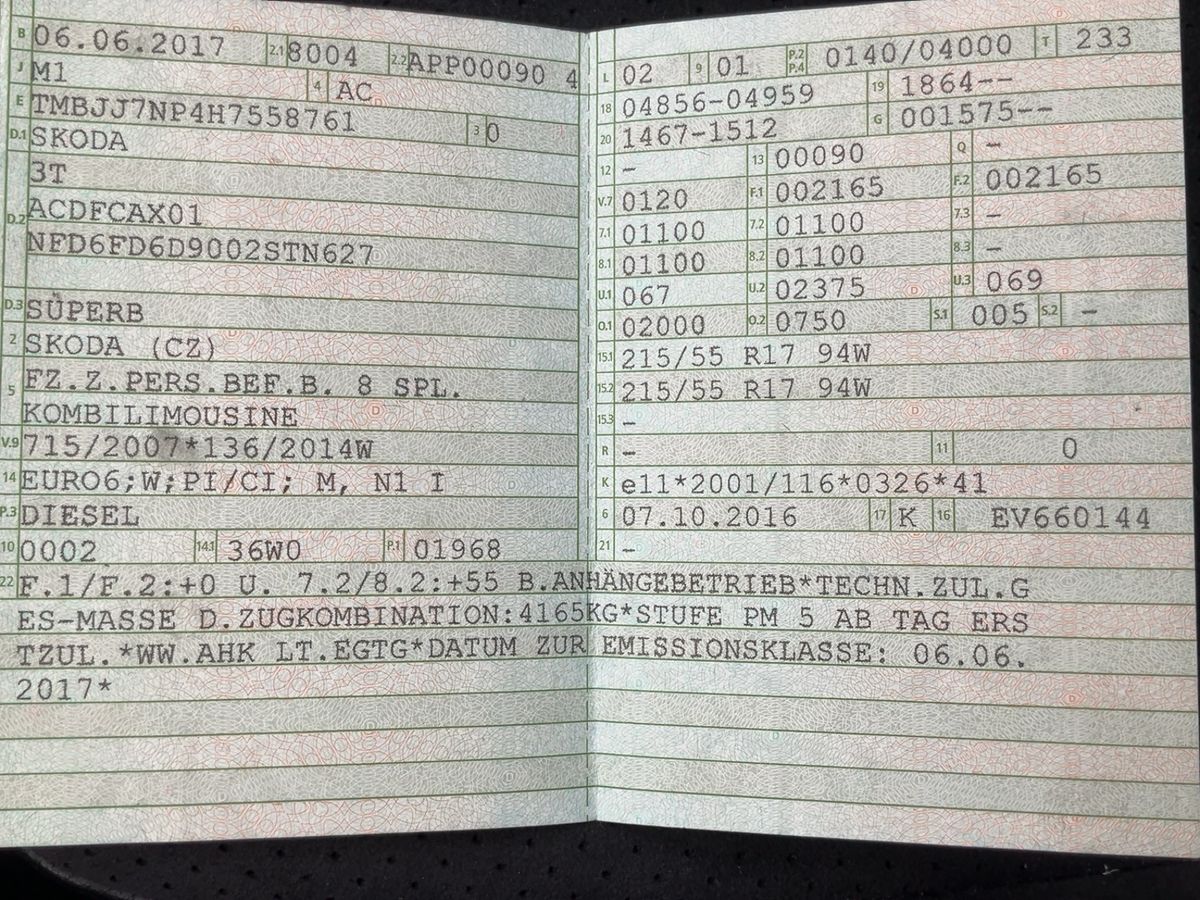 B 06.06.2017 2.1 8004 2.2 APP00090 4
J M1 4 AC
E TMBJJ7NP4H7558761 3 0
D.1 SKODA
3T
D.2 ACDFCAX01
NFD6FD6D9002STN627
D.3 SUPERB
2 SKODA (CZ)
5 FZ.Z.PERS.BEF.B. 8 SPL.
KOMBILIMOUSINE
V.9 715/2007*136/2014W
14 EURO6;W;PI/CI; M, N1 I
P.3 DIESEL
10 0002 14.1 36W0 P.1 01968
L 02 9 01 P.2 P.4 0140/04000 T 233
18 04856-04959 19 1864--
20 1467-1512 G 001575--
12 - 13 00090 Q -
V.7 0120 F.1 002165 F.2 002165
7.1 01100 7.2 01100 7.3 -
8.1 01100 8.2 01100 8.3 -
U.1 067 U.2 02375 U.3 069
O.1 02000 O.2 0750 S.1 005 S.2 -
15.1 215/55 R17 94W
15.2 215/55 R17 94W
15.3 -
R - 11 0
K e11*2001/116*0326*41
6 07.10.2016 17 K 16 EV660144
21 -
22 F.1/F.2:+0 U. 7.2/8.2:+55 B.ANHÄNGEBETRIEB*TECHN.ZUL.G
ES-MASSE D.ZUGKOMBINATION:4165KG*STUFE PM 5 AB TAG ERS
TZUL.*WW.AHK LT.EGTG*DATUM ZUR EMISSIONSKLASSE: 06.06.
2017*